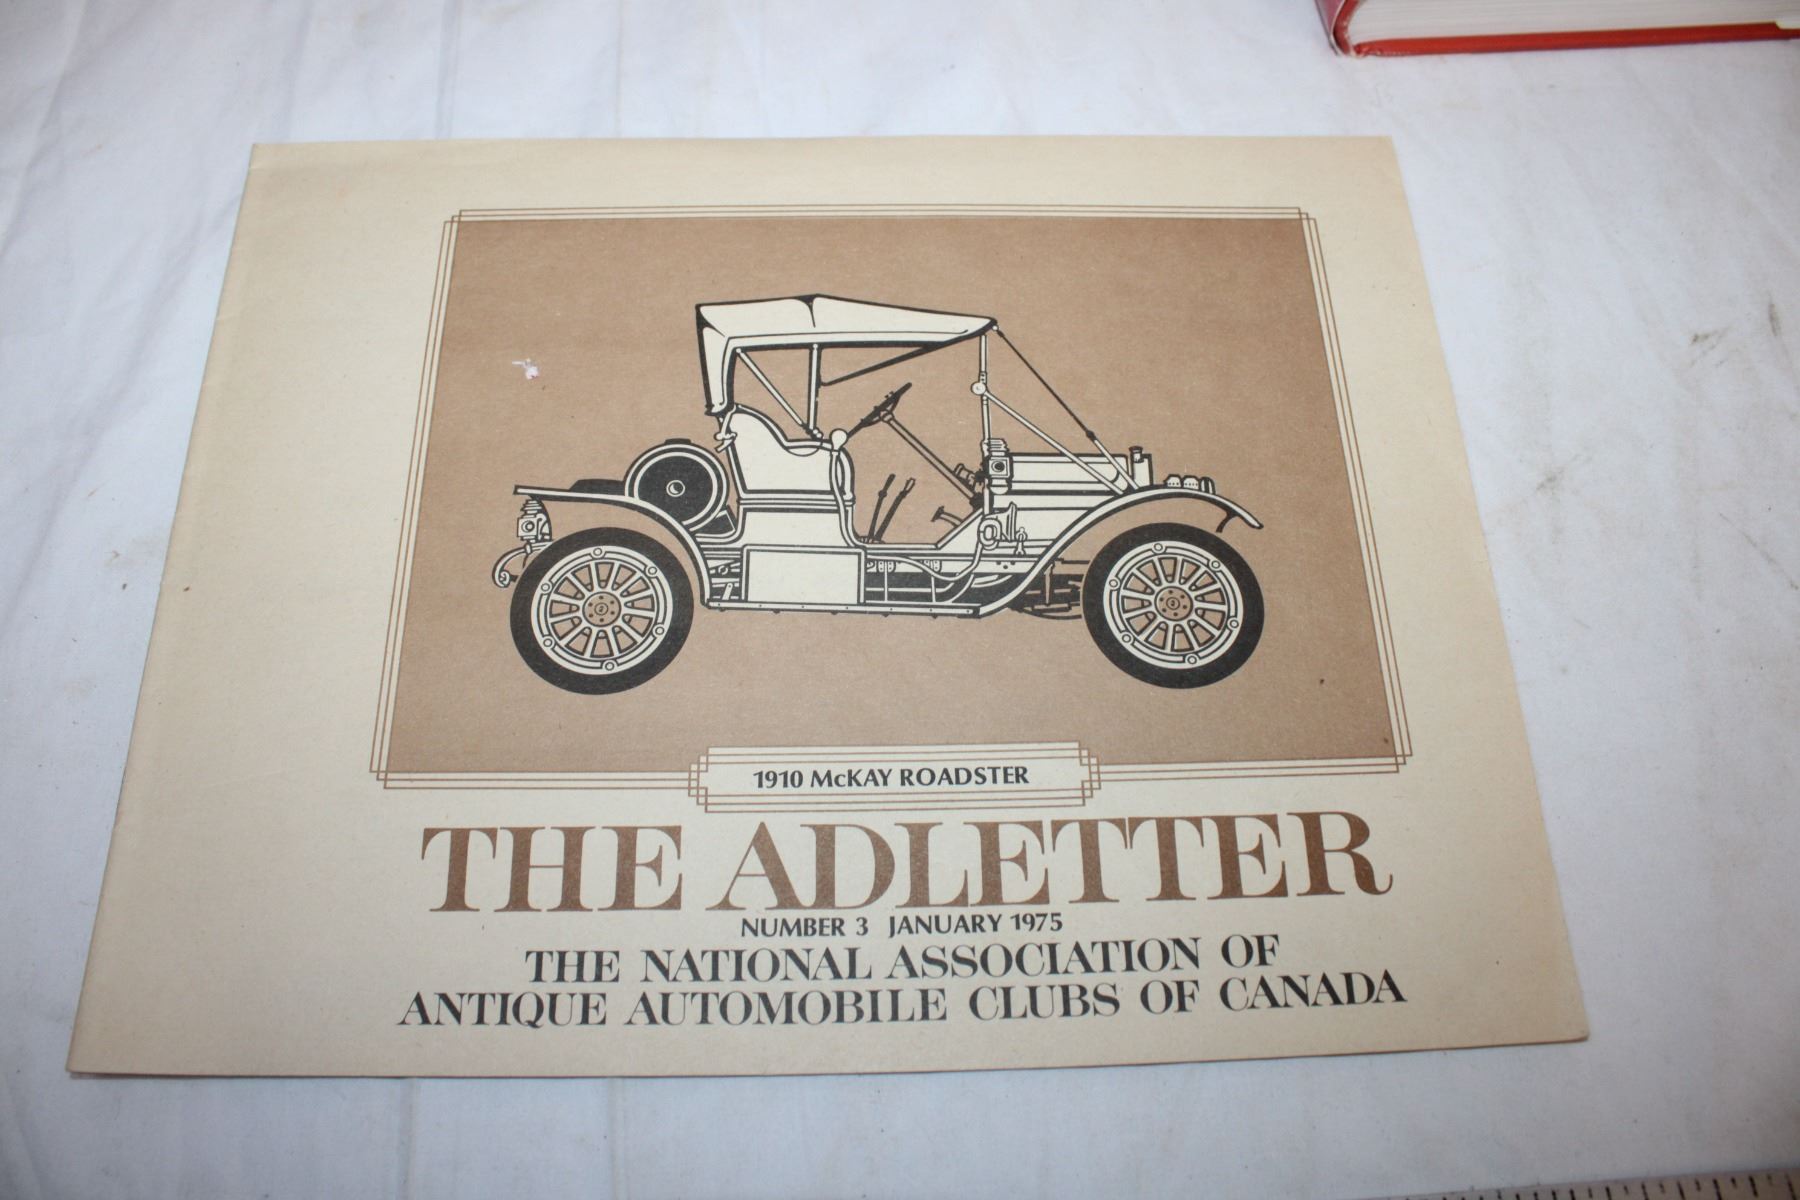 1910 McKAY ROADSTER
THE ADLETTER
NUMBER 3 JANUARY 1975
THE NATIONAL ASSOCIATION OF
ANTIQUE AUTOMOBILE CLUBS OF CANADA